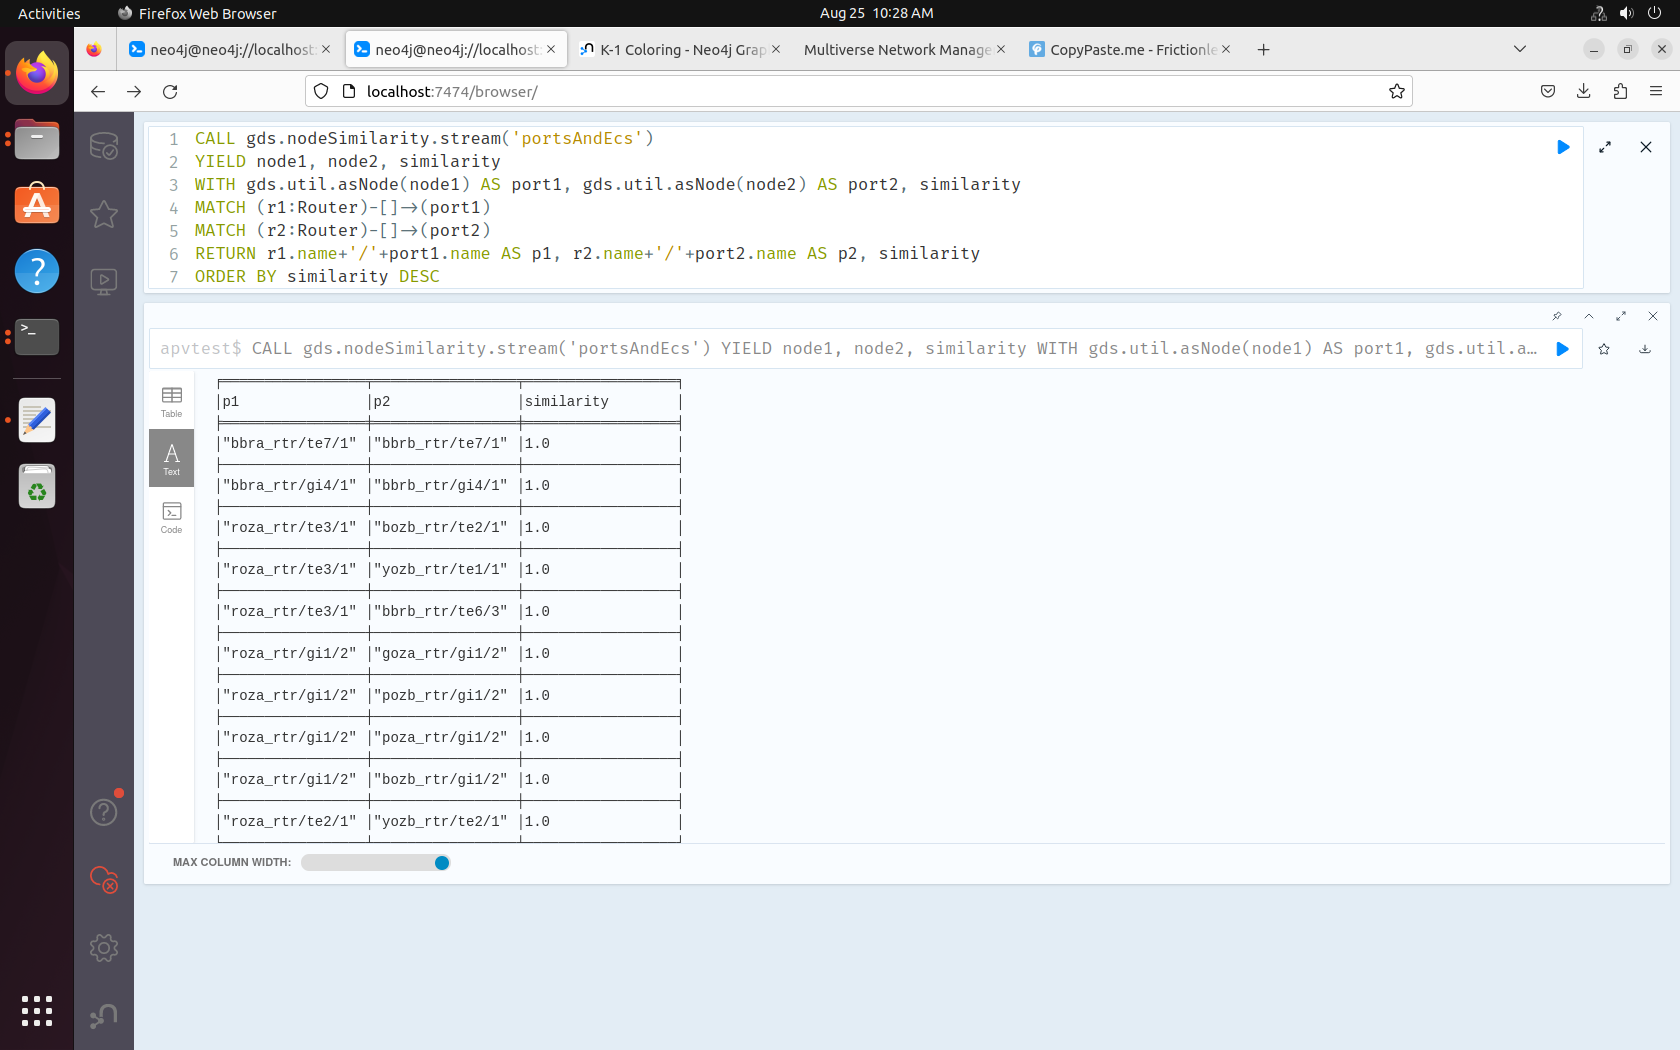 Activities
Firefox Web Browser
Aug 25 10:28 AM
neo4j@neo4j://localhost:
neo4j@neo4j://localhost:
K-1 Coloring - Neo4j Grap
Multiverse Network Manage
CopyPaste.me - Frictionle
localhost:7474/browser/
1 CALL gds.nodeSimilarity.stream('portsAndEcs')
2 YIELD node1, node2, similarity
3 WITH gds.util.asNode(node1) AS port1, gds.util.asNode(node2) AS port2, similarity
4 MATCH (r1:Router)-[]->(port1)
5 MATCH (r2:Router)-[]->(port2)
6 RETURN r1.name+'/'+port1.name AS p1, r2.name+'/'+port2.name AS p2, similarity
7 ORDER BY similarity DESC
apvtest$ CALL gds.nodeSimilarity.stream('portsAndEcs') YIELD node1, node2, similarity WITH gds.util.asNode(node1) AS port1, gds.util.a…
Table
Text
Code
p1 p2 similarity
"bbra_rtr/te7/1" "bbrb_rtr/te7/1" 1.0
"bbra_rtr/gi4/1" "bbrb_rtr/gi4/1" 1.0
"roza_rtr/te3/1" "bozb_rtr/te2/1" 1.0
"roza_rtr/te3/1" "yozb_rtr/te1/1" 1.0
"roza_rtr/te3/1" "bbrb_rtr/te6/3" 1.0
"roza_rtr/gi1/2" "goza_rtr/gi1/2" 1.0
"roza_rtr/gi1/2" "pozb_rtr/gi1/2" 1.0
"roza_rtr/gi1/2" "poza_rtr/gi1/2" 1.0
"roza_rtr/gi1/2" "bozb_rtr/gi1/2" 1.0
"roza_rtr/te2/1" "yozb_rtr/te2/1" 1.0
MAX COLUMN WIDTH: